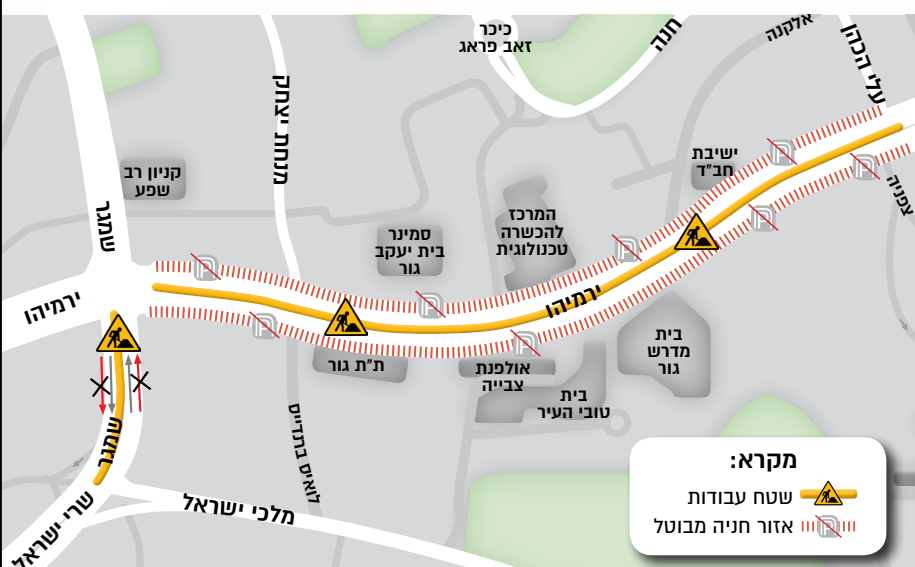 כיכר
זאב פראג
חנה
אלקנה
עלי הכהן
מנחת יצחק
קניון רב
שפע
ישיבת
חב"ד
צפניה
שמגר
סמינר
בית יעקב
גור
המרכז
להכשרה
טכנולוגית
ירמיהו
ירמיהו
בית
מדרש
גור
ת"ת גור
אולפנת
צבייה
בית
טובי העיר
לואיס ברנדייס
שמגר
מלכי ישראל
שרי ישראל
מקרא:
שטח עבודות
אזור חניה מבוטל